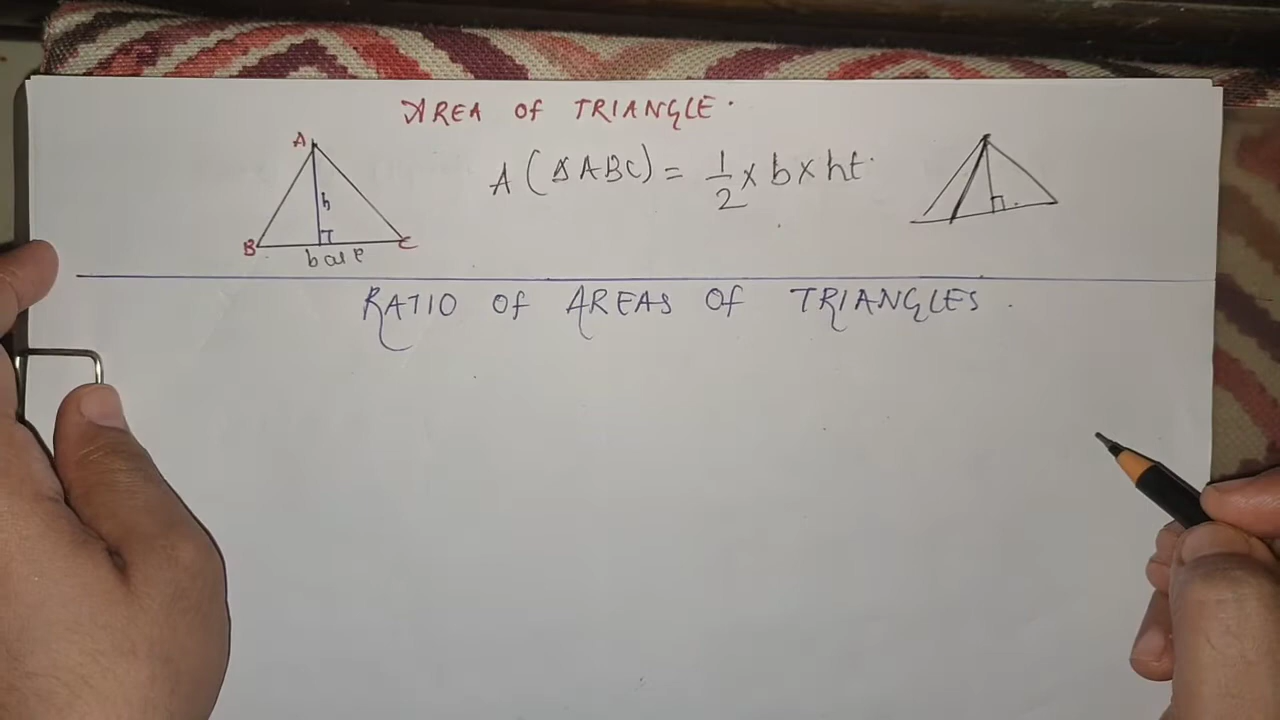 AREA OF TRIANGLE.
A
A (ΔABC) = 1/2 × b × ht.
h
B
C
base
RATIO OF AREAS OF TRIANGLES.